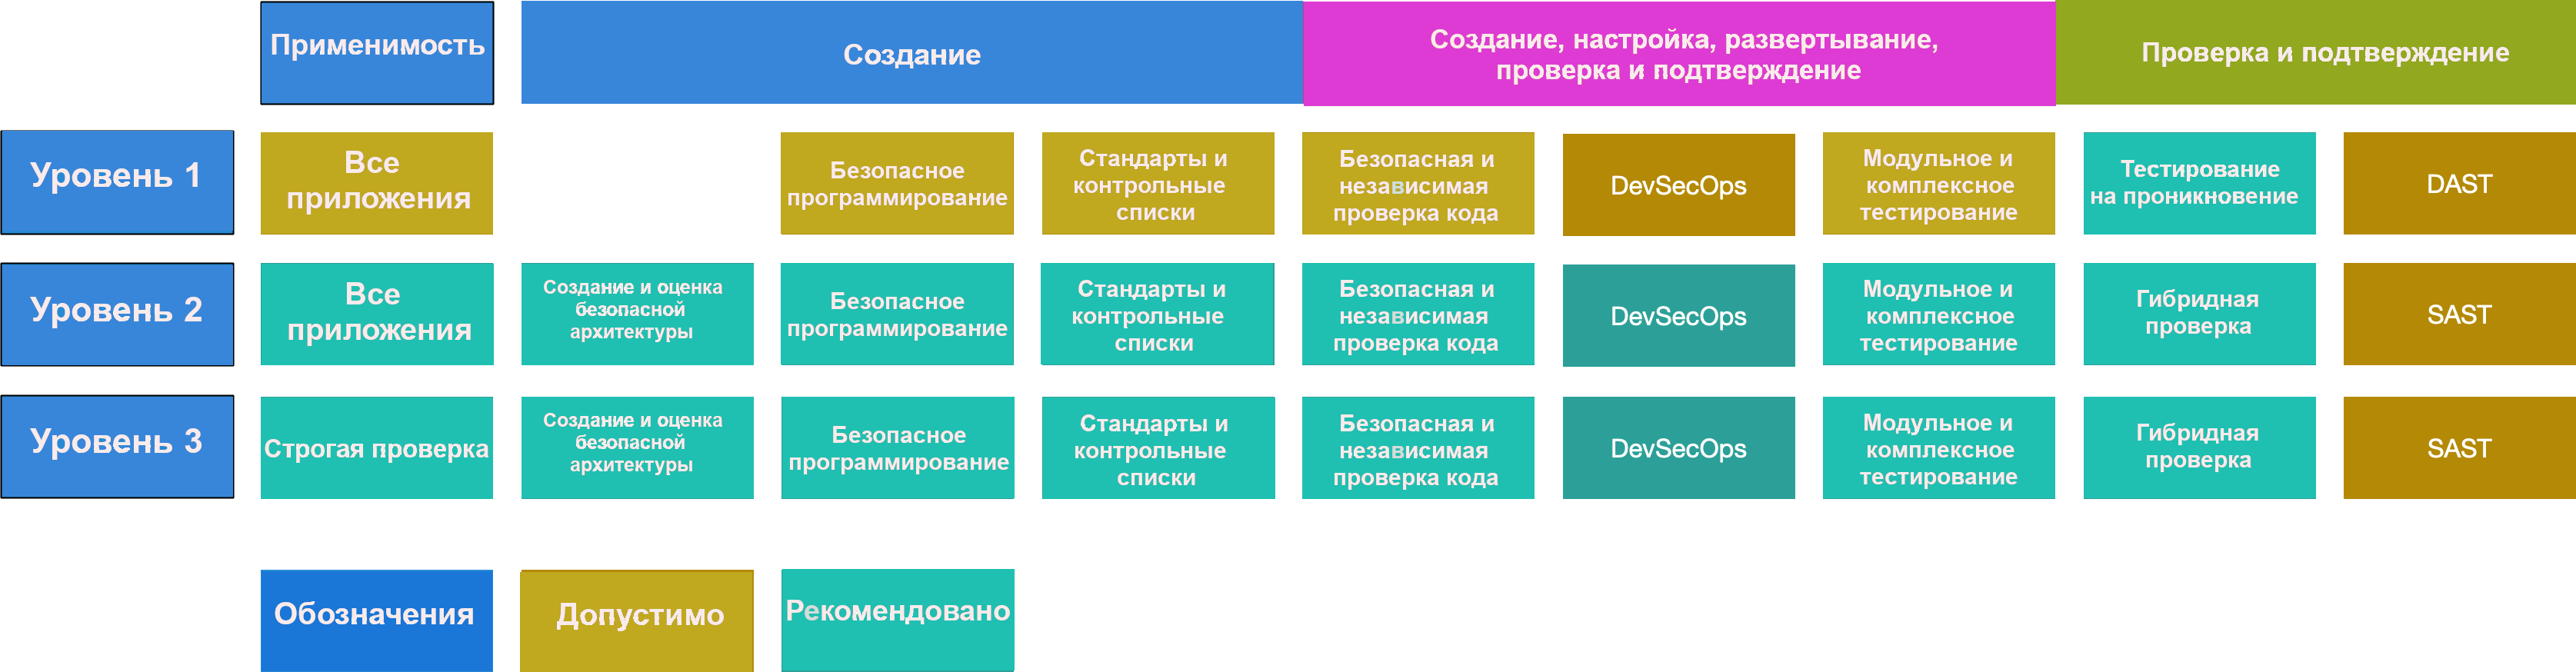 Применимость
Создание
Создание, настройка, развертывание,
проверка и подтверждение
Проверка и подтверждение
Уровень 1
Все
приложения
Безопасное
программирование
Стандарты и
контрольные
списки
Безопасная и
независимая
проверка кода
DevSecOps
Модульное и
комплексное
тестирование
Тестирование
на проникновение
DAST
Уровень 2
Все
приложения
Создание и оценка
безопасной
архитектуры
Безопасное
программирование
Стандарты и
контрольные
списки
Безопасная и
независимая
проверка кода
DevSecOps
Модульное и
комплексное
тестирование
Гибридная
проверка
SAST
Уровень 3
Строгая проверка
Создание и оценка
безопасной
архитектуры
Безопасное
программирование
Стандарты и
контрольные
списки
Безопасная и
независимая
проверка кода
DevSecOps
Модульное и
комплексное
тестирование
Гибридная
проверка
SAST
Обозначения
Допустимо
Рекомендовано